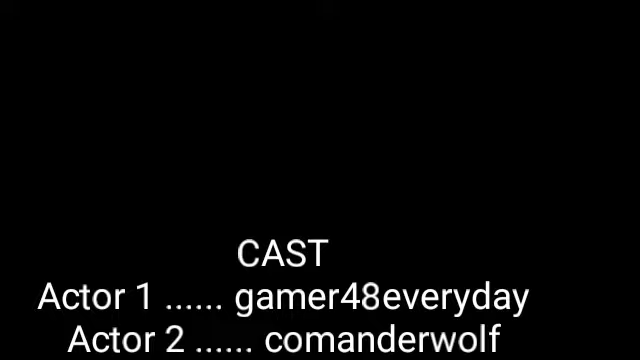 CAST
Actor 1 ...... gamer48everyday
Actor 2 ...... comanderwolf